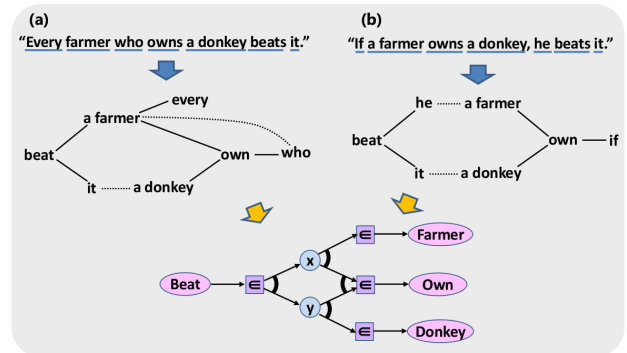 (a)
"Every farmer who owns a donkey beats it."
every
a farmer
beat
own
who
it
a donkey
(b)
"If a farmer owns a donkey, he beats it."
he
a farmer
beat
own
if
it
a donkey
∈
Farmer
x
Beat
∈
∈
Own
y
∈
Donkey